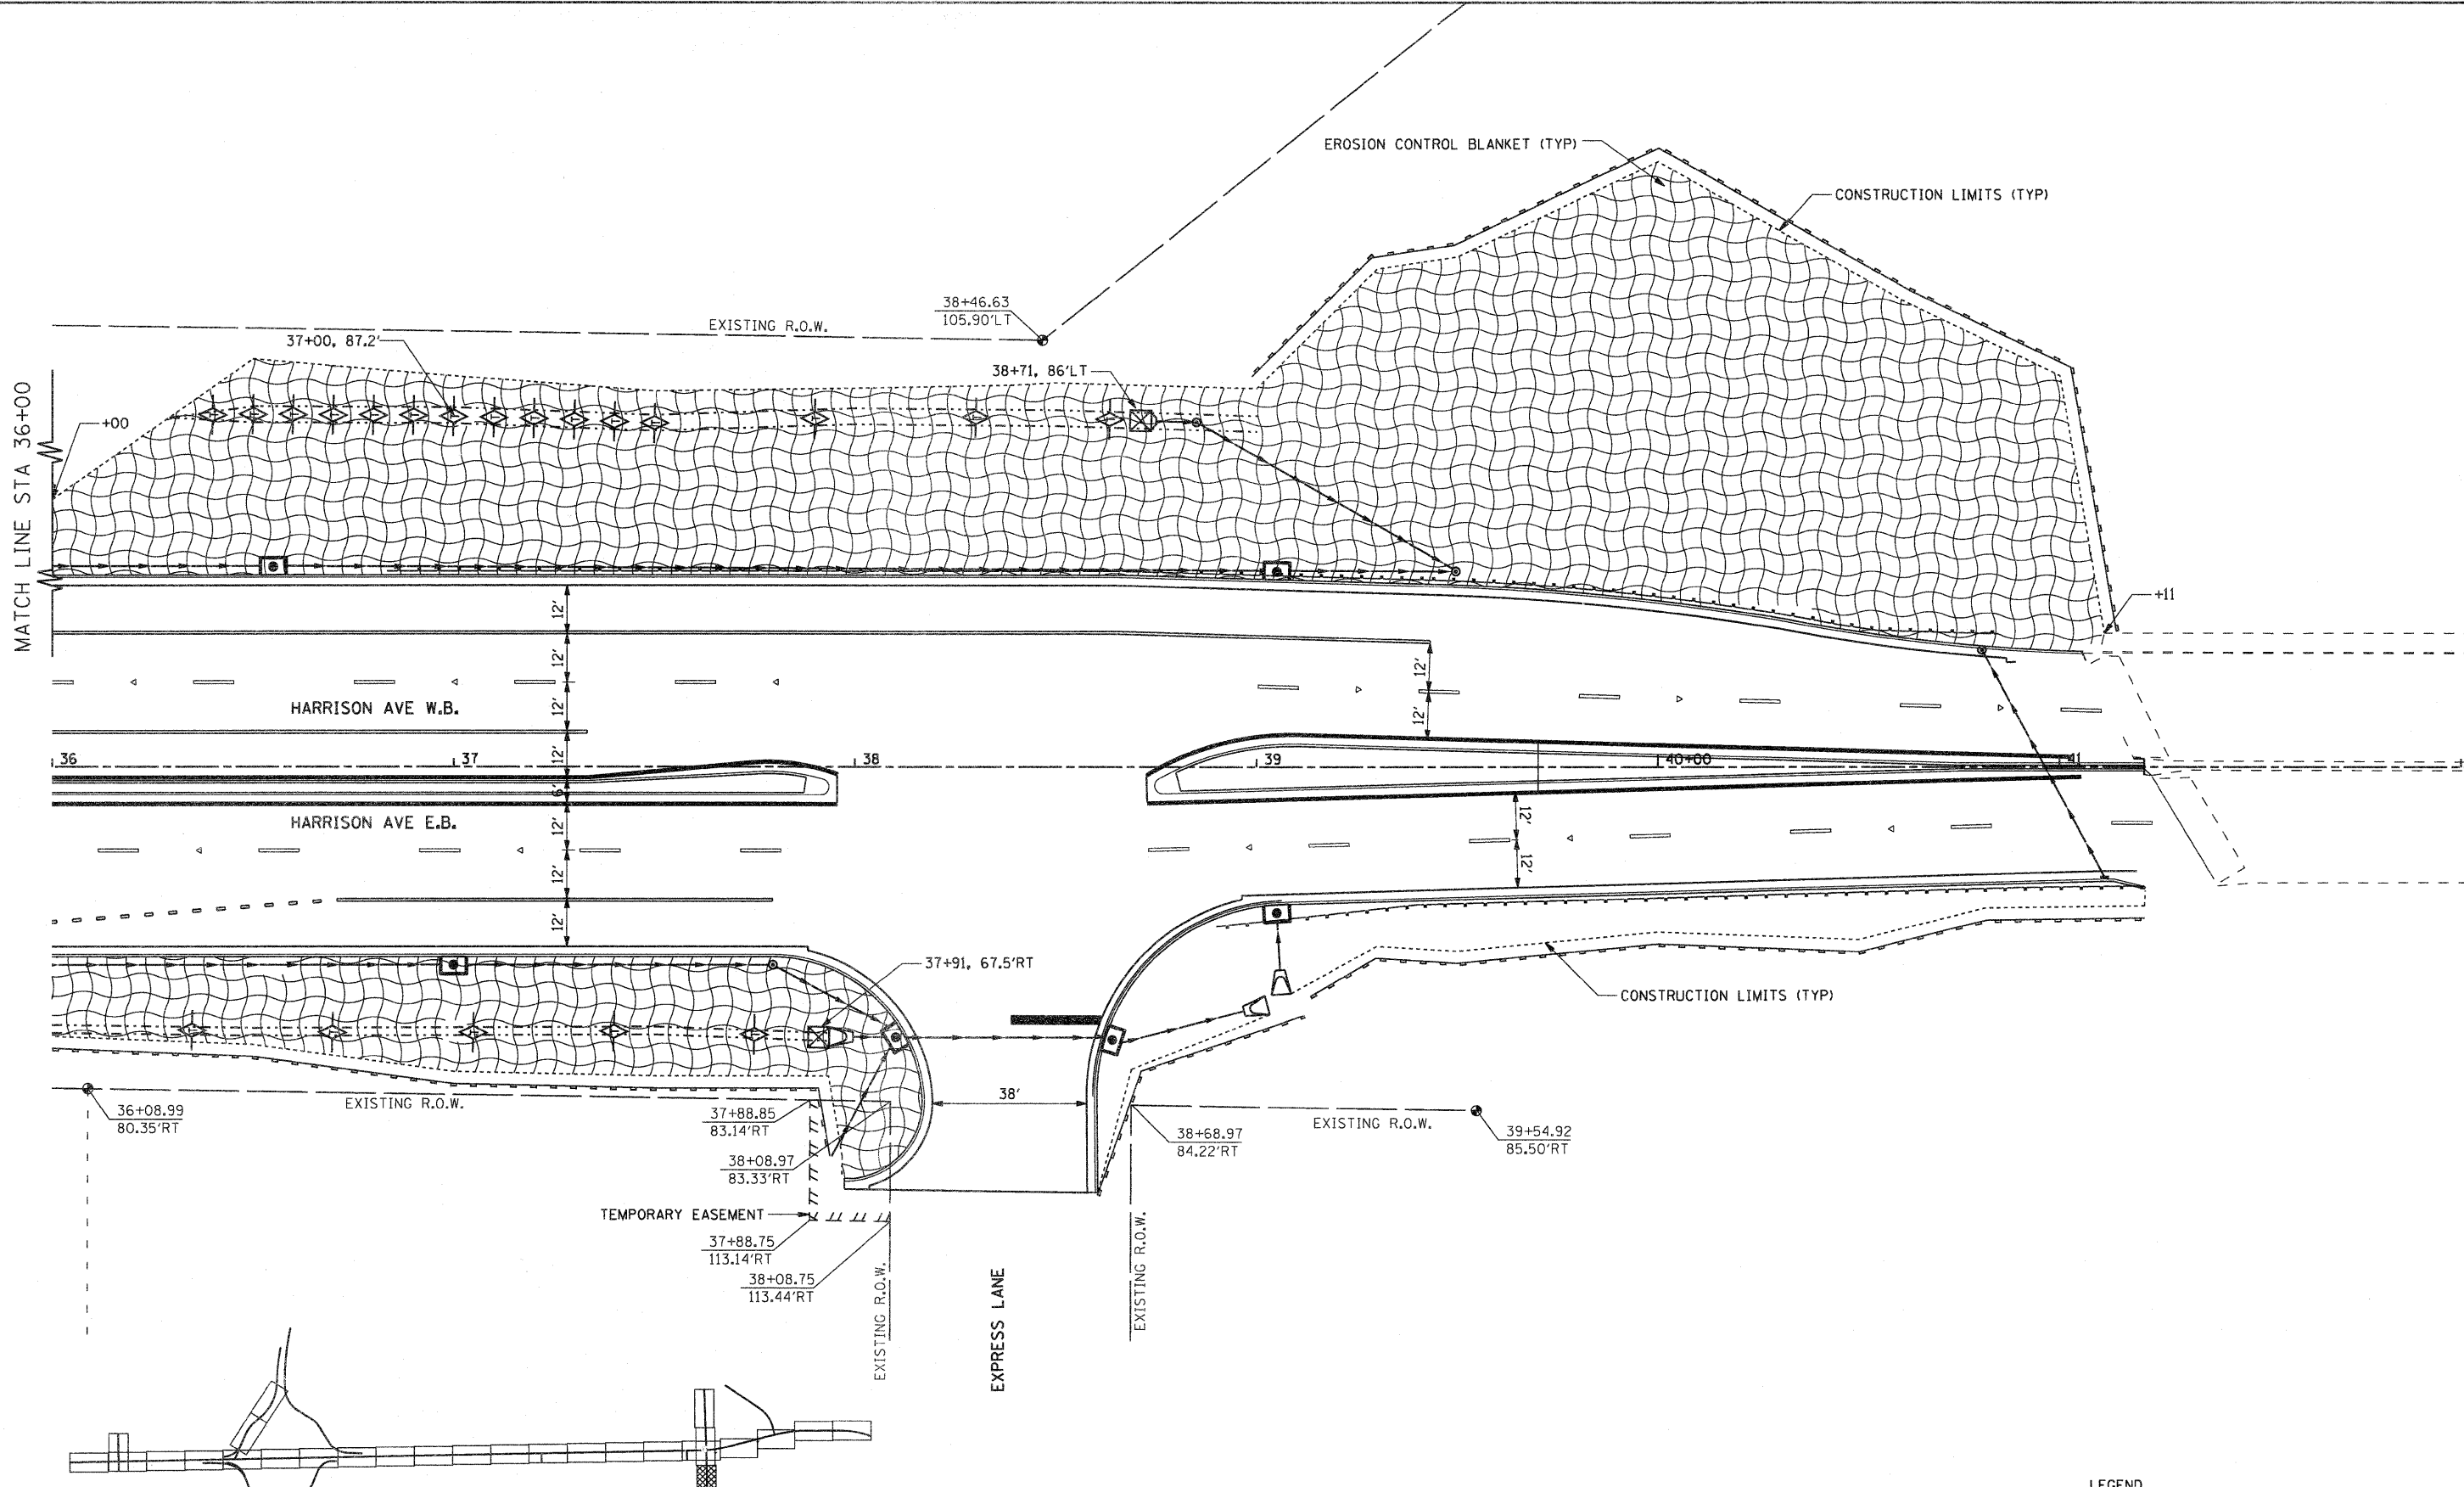 EROSION CONTROL BLANKET (TYP)
CONSTRUCTION LIMITS (TYP)
38+46.63
105.90'LT
EXISTING R.O.W.
37+00, 87.2'
38+71, 86'LT
MATCH LINE STA 36+00
+00
+11
12'
12'
12'
12'
12'
HARRISON AVE W.B.
12'
36
37
38
39
40+00
41
6'
HARRISON AVE E.B.
12'
12'
12'
12'
12'
37+91, 67.5'RT
CONSTRUCTION LIMITS (TYP)
36+08.99
80.35'RT
EXISTING R.O.W.
37+88.85
83.14'RT
38'
38+68.97
84.22'RT
EXISTING R.O.W.
39+54.92
85.50'RT
38+08.97
83.33'RT
TEMPORARY EASEMENT
37+88.75
113.14'RT
38+08.75
113.44'RT
EXISTING R.O.W.
EXPRESS LANE
EXISTING R.O.W.
LEGEND